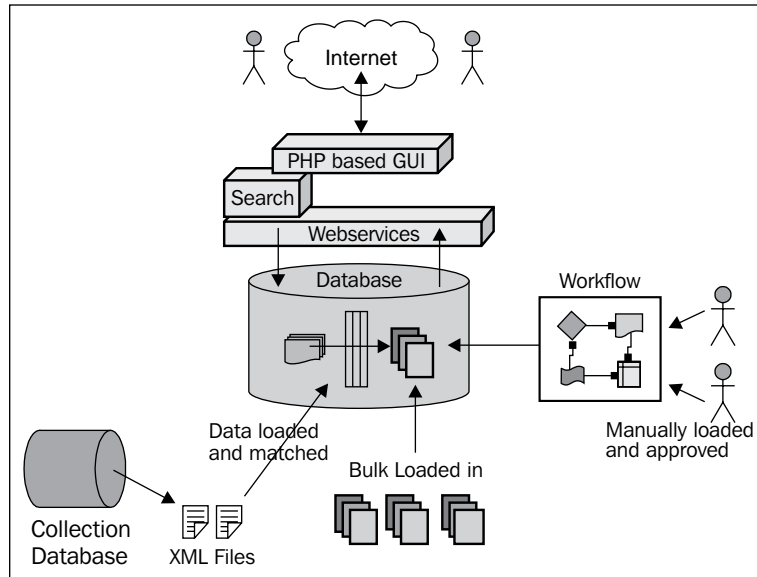 Internet
PHP based GUI
Search
Webservices
Database
Workflow
Data loaded
and matched
Manually loaded
and approved
Bulk Loaded in
Collection
Database
XML Files